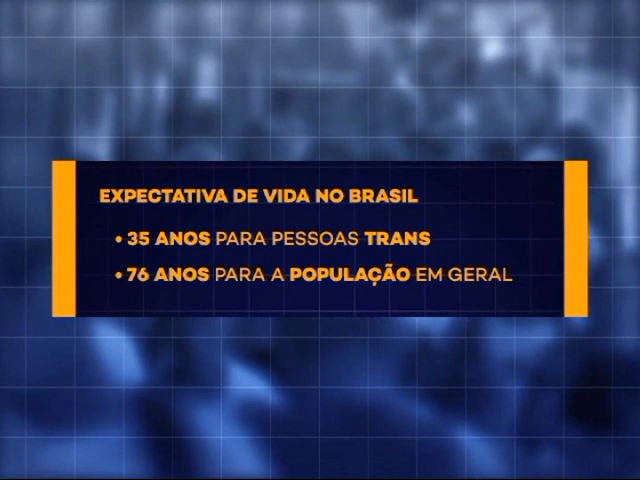 EXPECTATIVA DE VIDA NO BRASIL
• 35 ANOS PARA PESSOAS TRANS
• 76 ANOS PARA A POPULAÇÃO EM GERAL